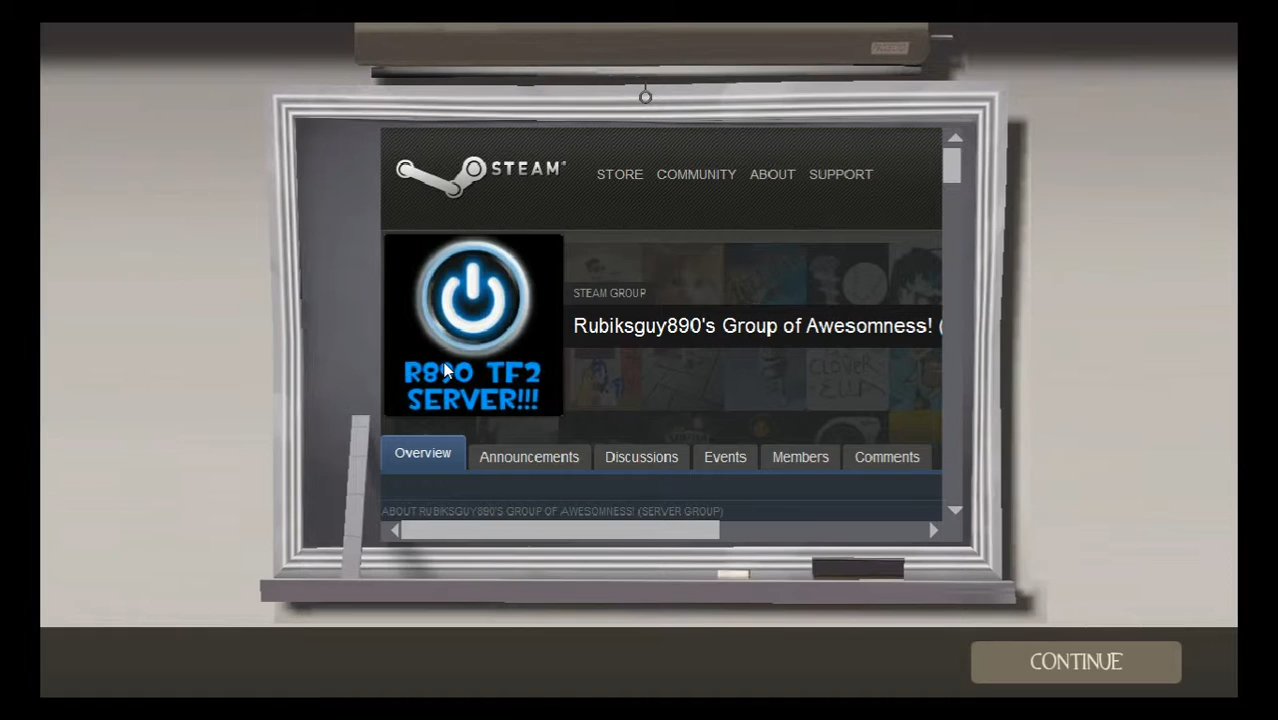 STEAM®
STORE COMMUNITY ABOUT SUPPORT
STEAM GROUP
Rubiksguy890's Group of Awesomness! (
R890 TF2
SERVER!!!
Overview Announcements Discussions Events Members Comments
ABOUT RUBIKSGUY890'S GROUP OF AWESOMNESS! (SERVER GROUP)
CONTINUE